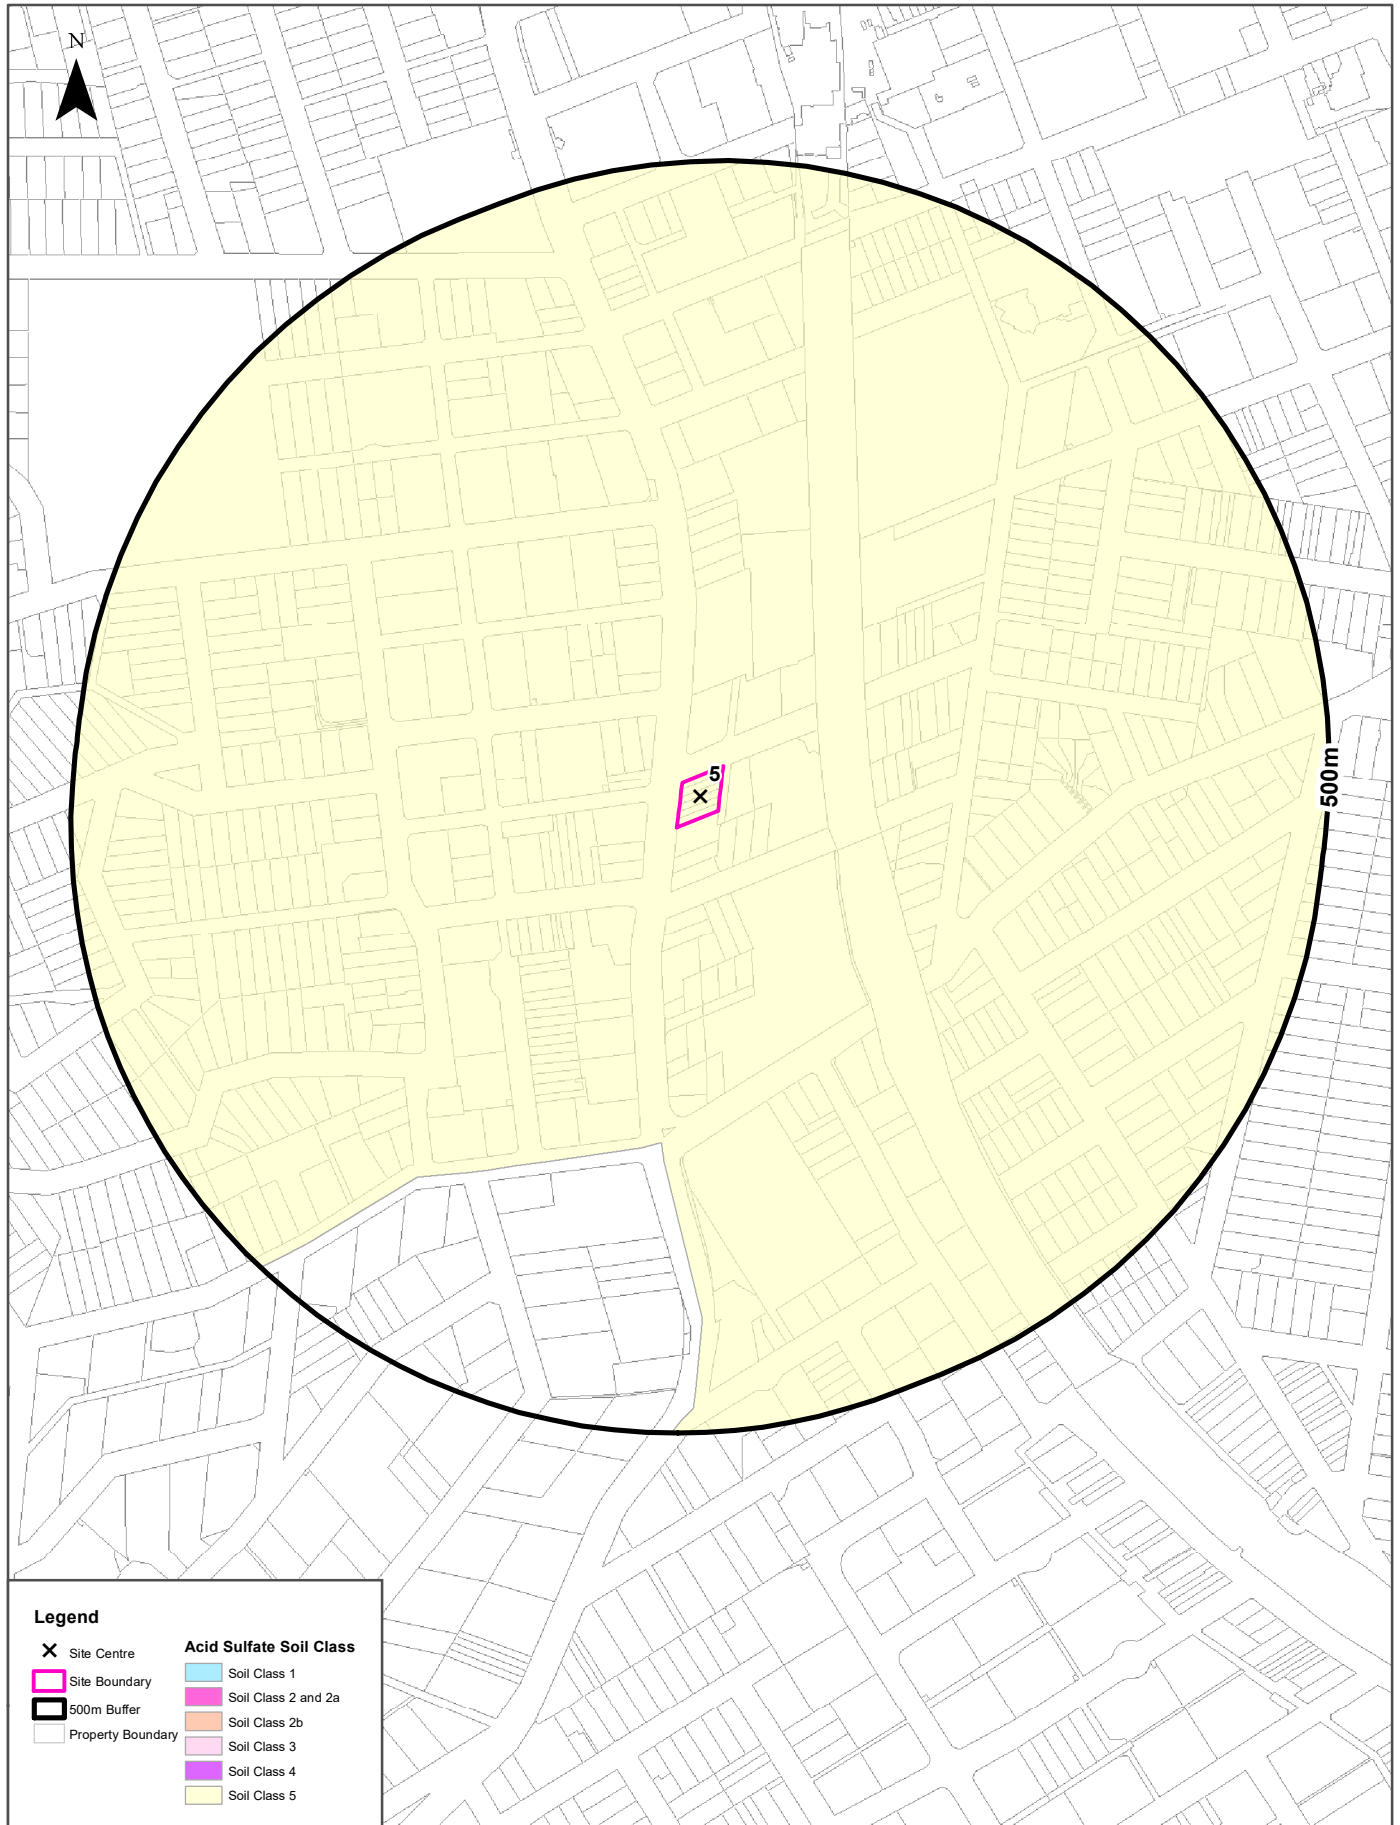 N
5
500m
Legend
Site Centre
Site Boundary
500m Buffer
Property Boundary
Acid Sulfate Soil Class
Soil Class 1
Soil Class 2 and 2a
Soil Class 2b
Soil Class 3
Soil Class 4
Soil Class 5